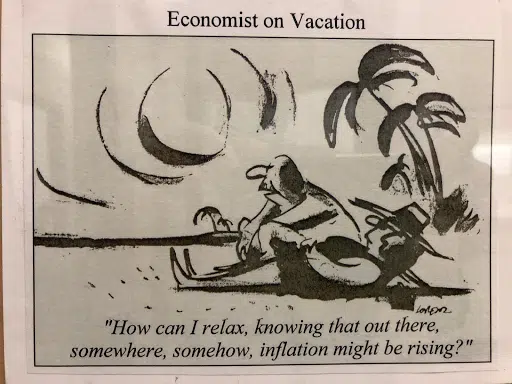 Economist on Vacation
LORENZ
"How can I relax, knowing that out there,
somewhere, somehow, inflation might be rising?"